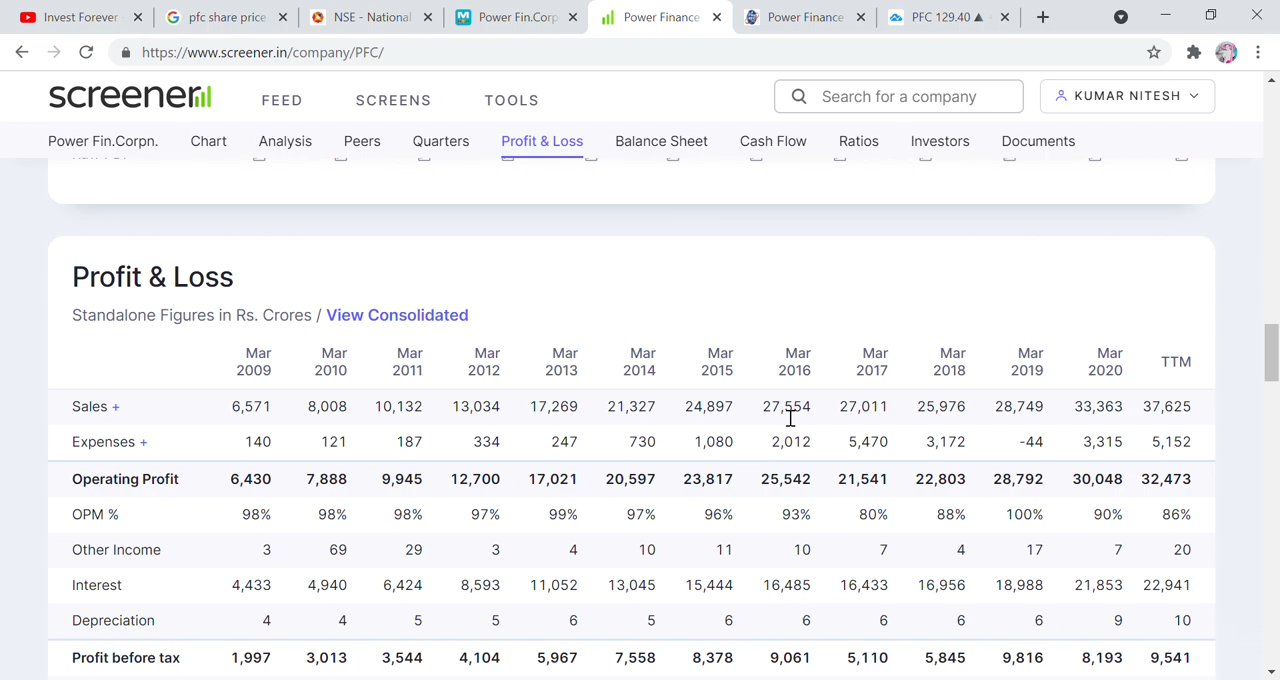 Invest Forever
pfc share price
NSE - National
Power Fin.Corp
Power Finance
Power Finance
PFC 129.40 ▲
https://www.screener.in/company/PFC/
screener
FEED
SCREENS
TOOLS
Search for a company
KUMAR NITESH
Power Fin.Corpn. Chart Analysis Peers Quarters Profit & Loss Balance Sheet Cash Flow Ratios Investors Documents
Profit & Loss
Standalone Figures in Rs. Crores / View Consolidated
Mar 2009 Mar 2010 Mar 2011 Mar 2012 Mar 2013 Mar 2014 Mar 2015 Mar 2016 Mar 2017 Mar 2018 Mar 2019 Mar 2020 TTM
Sales + 6,571 8,008 10,132 13,034 17,269 21,327 24,897 27,554 27,011 25,976 28,749 33,363 37,625
Expenses + 140 121 187 334 247 730 1,080 2,012 5,470 3,172 -44 3,315 5,152
Operating Profit 6,430 7,888 9,945 12,700 17,021 20,597 23,817 25,542 21,541 22,803 28,792 30,048 32,473
OPM % 98% 98% 98% 97% 99% 97% 96% 93% 80% 88% 100% 90% 86%
Other Income 3 69 29 3 4 10 11 10 7 4 17 7 20
Interest 4,433 4,940 6,424 8,593 11,052 13,045 15,444 16,485 16,433 16,956 18,988 21,853 22,941
Depreciation 4 4 5 5 6 5 6 6 6 6 6 9 10
Profit before tax 1,997 3,013 3,544 4,104 5,967 7,558 8,378 9,061 5,110 5,845 9,816 8,193 9,541